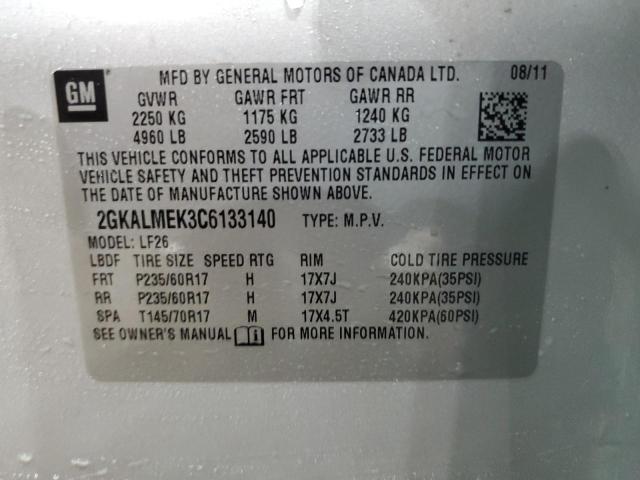 GM
MFD BY GENERAL MOTORS OF CANADA LTD. 08/11
GVWR GAWR FRT GAWR RR
2250 KG 1175 KG 1240 KG
4960 LB 2590 LB 2733 LB
THIS VEHICLE CONFORMS TO ALL APPLICABLE U.S. FEDERAL MOTOR
VEHICLE SAFETY AND THEFT PREVENTION STANDARDS IN EFFECT ON
THE DATE OF MANUFACTURE SHOWN ABOVE.
2GKALMEK3C6133140 TYPE: M.P.V.
MODEL: LF26
LBDF TIRE SIZE SPEED RTG RIM COLD TIRE PRESSURE
FRT P235/60R17 H 17X7J 240KPA(35PSI)
RR P235/60R17 H 17X7J 240KPA(35PSI)
SPA T145/70R17 M 17X4.5T 420KPA(60PSI)
SEE OWNER'S MANUAL FOR MORE INFORMATION.